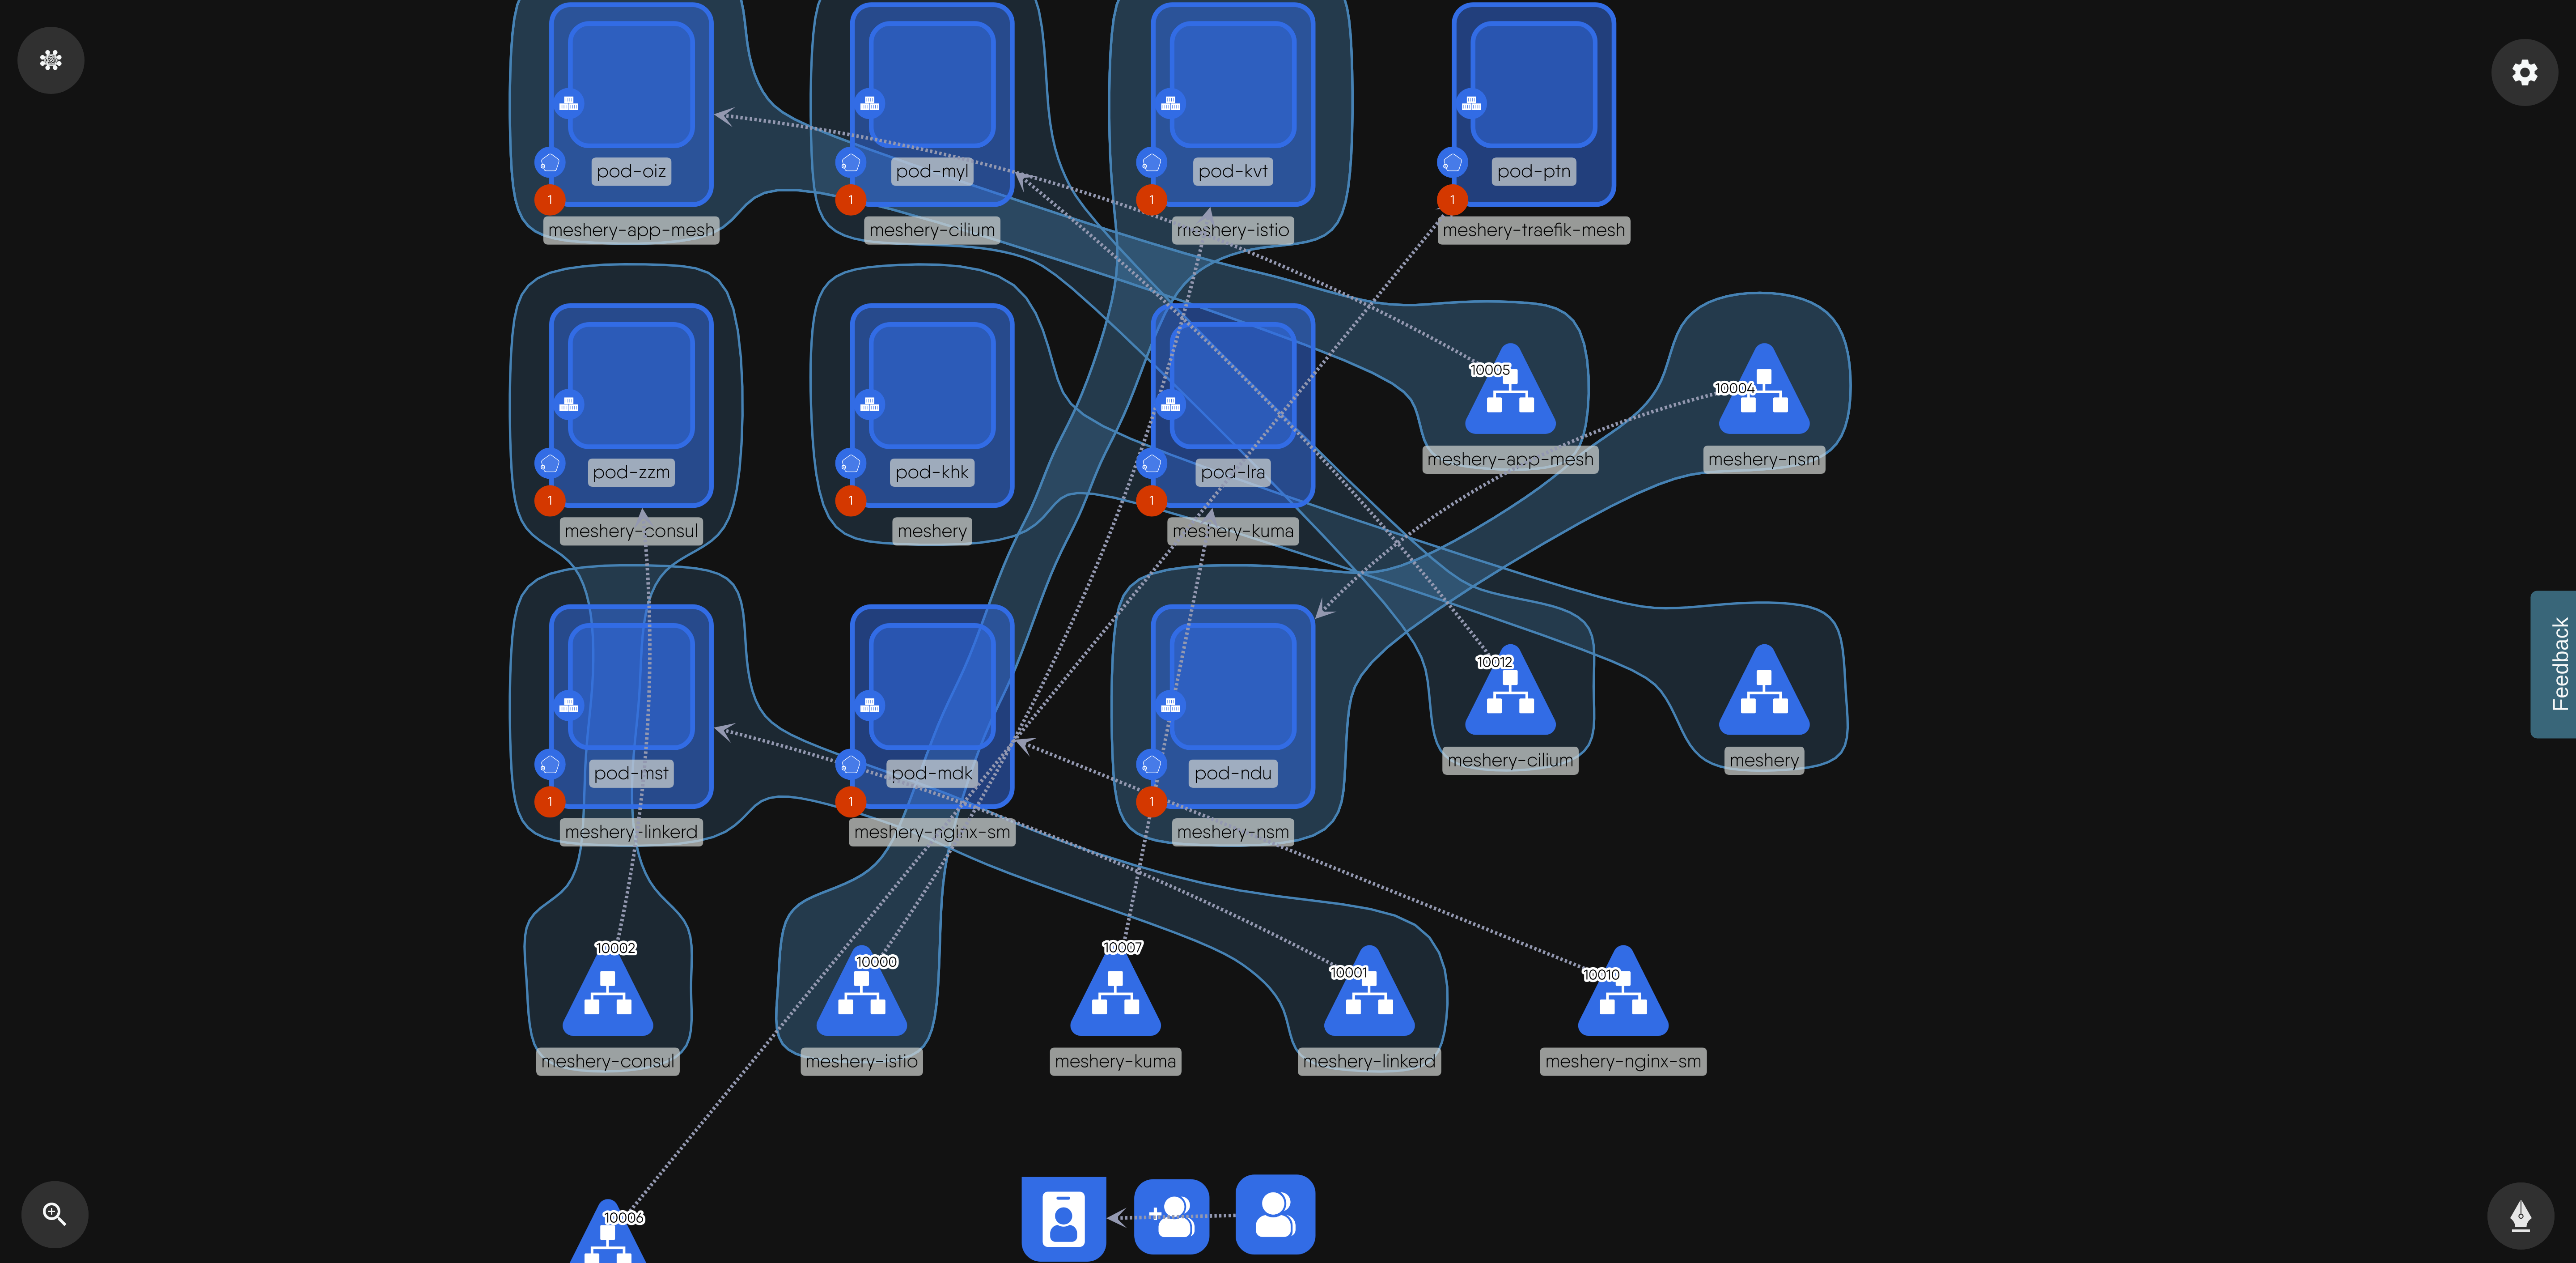 pod-oiz
pod-myl
pod-kvt
pod-ptn
1
1
1
1
meshery-app-mesh
meshery-cilium
meshery-istio
meshery-traefik-mesh
10005
10004
meshery-app-mesh
meshery-nsm
pod-zzm
pod-khk
pod-lra
1
1
1
meshery-consul
meshery
meshery-kuma
Feedback
10012
meshery-cilium
meshery
pod-mst
pod-mdk
pod-ndu
1
1
1
meshery-linkerd
meshery-nginx-sm
meshery-nsm
10002
10000
10007
10001
10010
meshery-consul
meshery-istio
meshery-kuma
meshery-linkerd
meshery-nginx-sm
10006